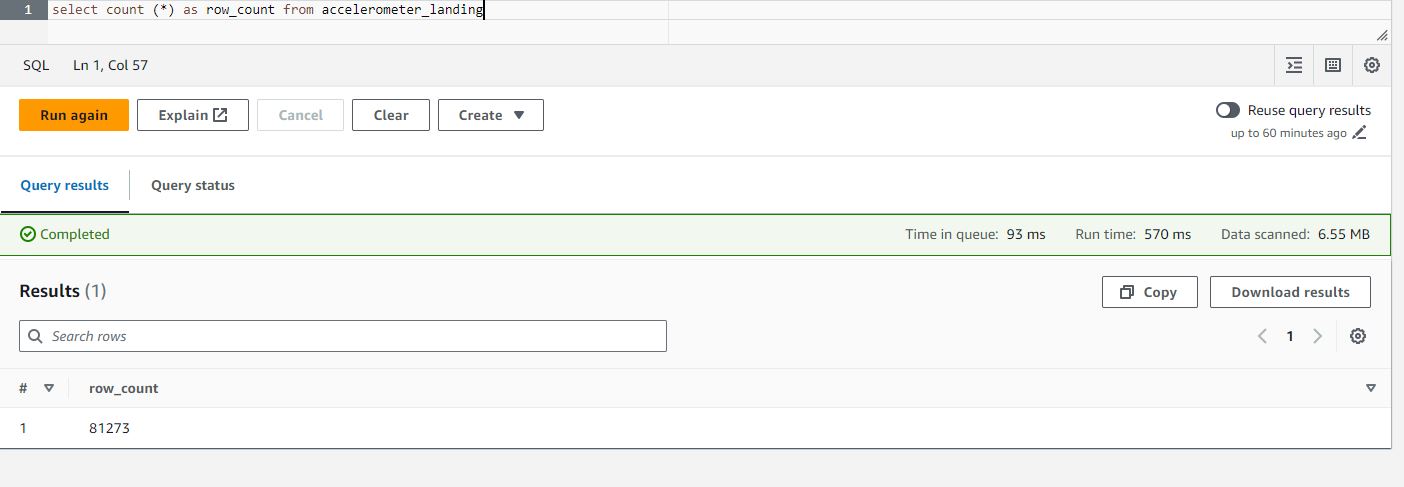 1 select count (*) as row_count from accelerometer_landing
SQL Ln 1, Col 57
Run again Explain Cancel Clear Create Reuse query results
up to 60 minutes ago
Query results Query status
Completed Time in queue: 93 ms Run time: 570 ms Data scanned: 6.55 MB
Results (1) Copy Download results
Search rows 1
# row_count
1 81273